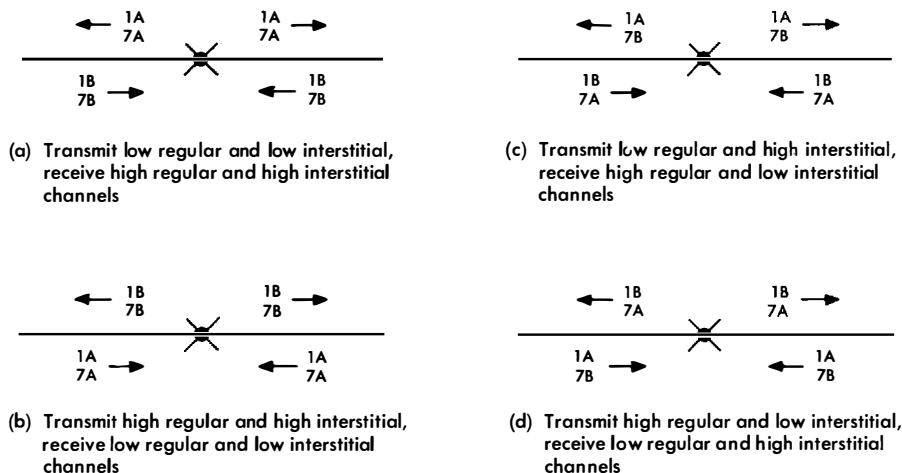 1A 1A
7A 7A
1B 1B
7B 7B
(a) Transmit low regular and low interstitial,
receive high regular and high interstitial
channels
1A 1A
7B 7B
1B 1B
7A 7A
(c) Transmit low regular and high interstitial,
receive high regular and low interstitial
channels
1B 1B
7B 7B
1A 1A
7A 7A
(b) Transmit high regular and high interstitial,
receive low regular and low interstitial
channels
1B 1B
7A 7A
1A 1A
7B 7B
(d) Transmit high regular and low interstitial,
receive low regular and high interstitial
channels